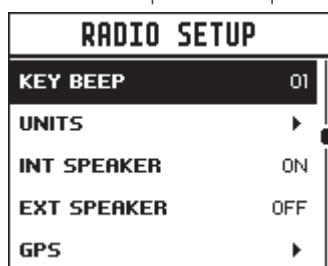 RADIO SETUP
KEY BEEP 01
UNITS
INT SPEAKER ON
EXT SPEAKER OFF
GPS